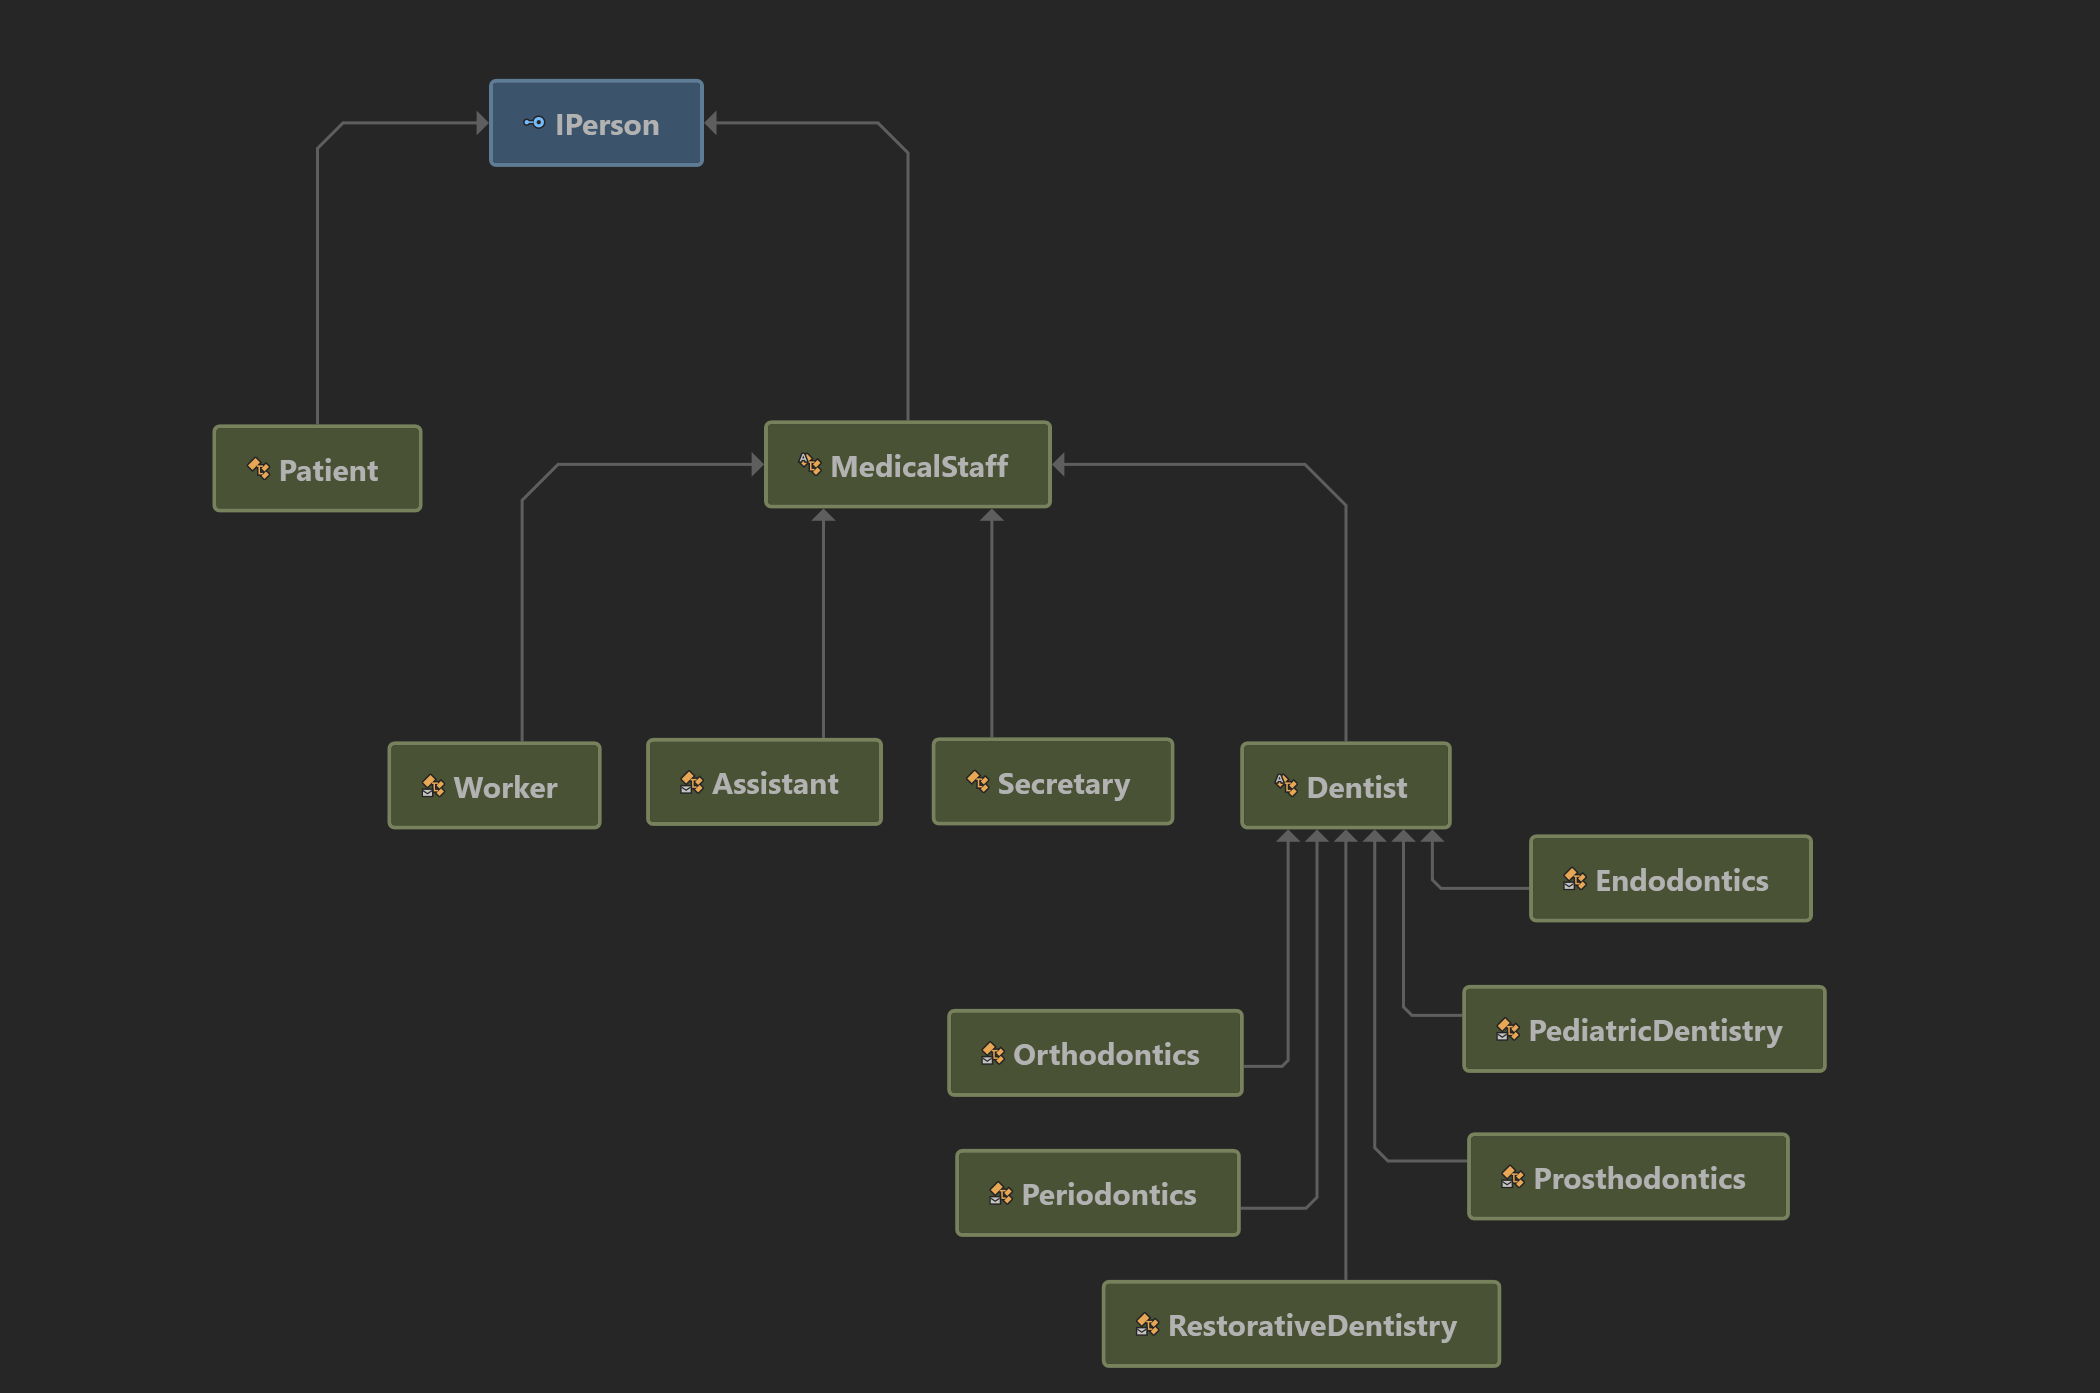 IPerson
Patient
MedicalStaff
Worker
Assistant
Secretary
Dentist
Endodontics
Orthodontics
PediatricDentistry
Periodontics
Prosthodontics
RestorativeDentistry